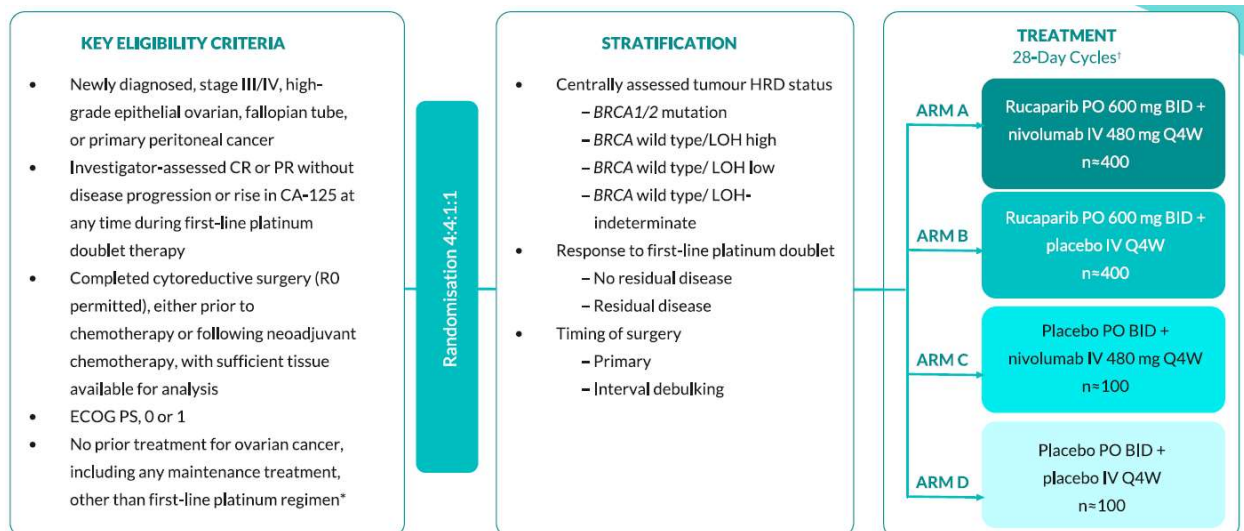 KEY ELIGIBILITY CRITERIA
• Newly diagnosed, stage III/IV, high-
grade epithelial ovarian, fallopian tube,
or primary peritoneal cancer
• Investigator-assessed CR or PR without
disease progression or rise in CA-125 at
any time during first-line platinum
doublet therapy
• Completed cytoreductive surgery (R0
permitted), either prior to
chemotherapy or following neoadjuvant
chemotherapy, with sufficient tissue
available for analysis
• ECOG PS, 0 or 1
• No prior treatment for ovarian cancer,
including any maintenance treatment,
other than first-line platinum regimen*
Randomisation 4:4:1:1
STRATIFICATION
• Centrally assessed tumour HRD status
– BRCA1/2 mutation
– BRCA wild type/LOH high
– BRCA wild type/ LOH low
– BRCA wild type/ LOH-
indeterminate
• Response to first-line platinum doublet
– No residual disease
– Residual disease
• Timing of surgery
– Primary
– Interval debulking
TREATMENT
28-Day Cycles†
ARM A
Rucaparib PO 600 mg BID +
nivolumab IV 480 mg Q4W
n≈400
ARM B
Rucaparib PO 600 mg BID +
placebo IV Q4W
n≈400
ARM C
Placebo PO BID +
nivolumab IV 480 mg Q4W
n≈100
ARM D
Placebo PO BID +
placebo IV Q4W
n≈100